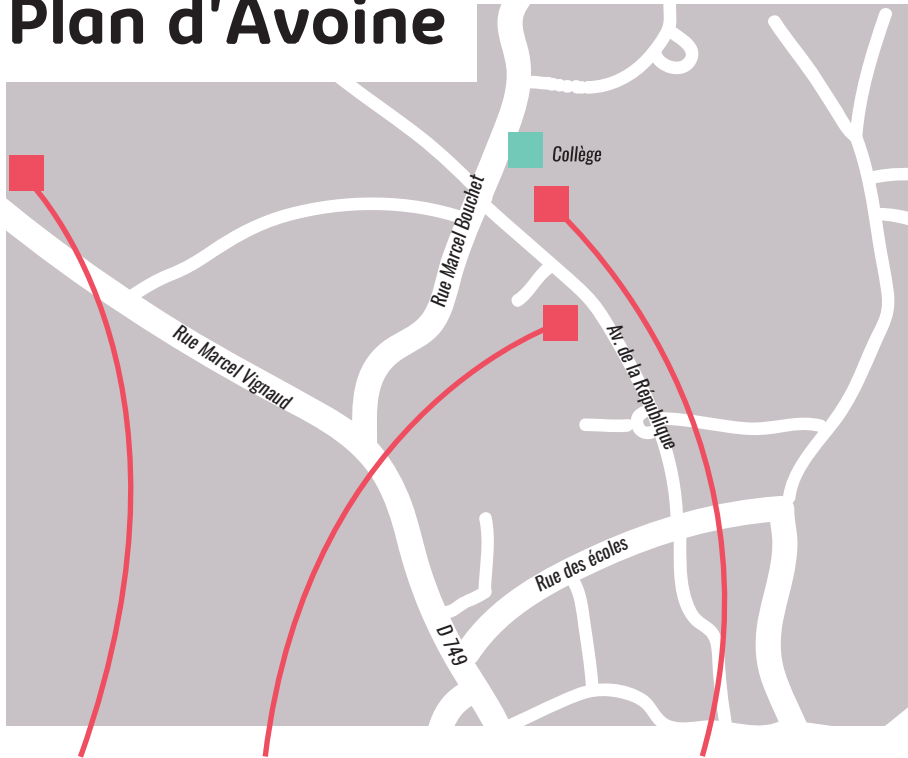 Plan d'Avoine
Collège
Rue Marcel Bouchet
Rue Marcel Vignaud
Av. de la République
Rue des écoles
D 749